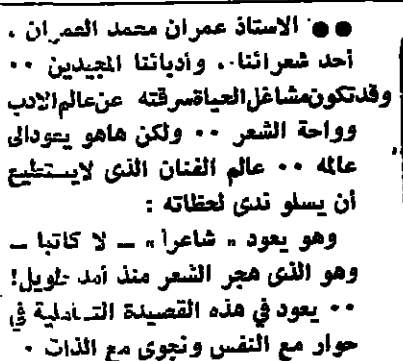 ●● الاستاذ عمران محمد العمران .
أحد شعرائنا . وأدبائنا المجيدين ..
وقد تكون مشاغل الحياة سرقته عن عالم الادب
وواحة الشعر .. ولكن هاهو يعود الى
عالمه .. عالم الفنان الذى لايستطيع
أن يسلو ندى لحظاته :
وهو يعود « شاعرا » ــ لا كاتبا ــ
وهو الذى هجر الشعر منذ أمد طويل!
.. يعود في هذه القصيدة التأملية في
حوار مع النفس ونجوى مع الذات .